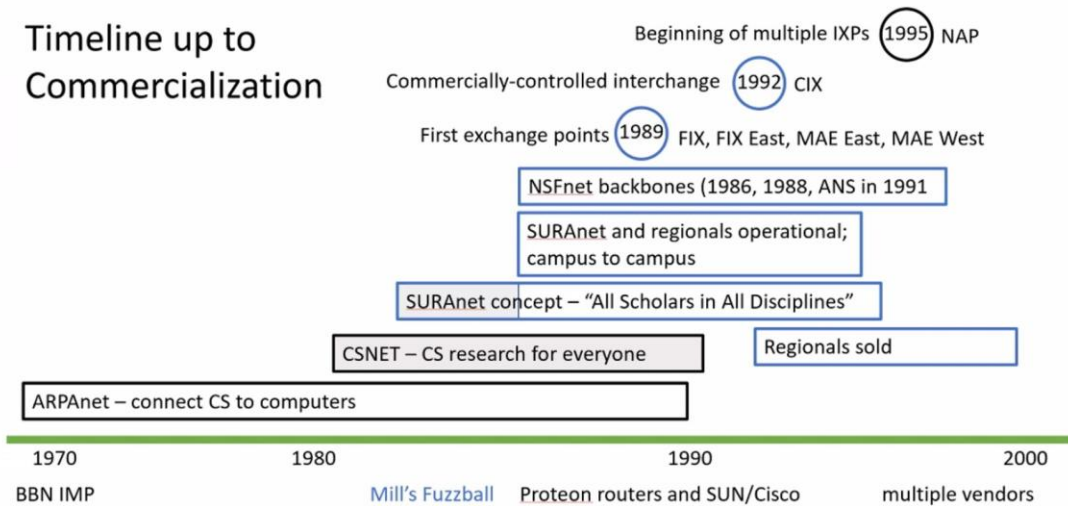 Timeline up to
Commercialization
Beginning of multiple IXPs 1995 NAP
Commercially-controlled interchange 1992 CIX
First exchange points 1989 FIX, FIX East, MAE East, MAE West
NSFnet backbones (1986, 1988, ANS in 1991
SURAnet and regionals operational;
campus to campus
SURAnet concept – “All Scholars in All Disciplines”
CSNET – CS research for everyone
Regionals sold
ARPAnet – connect CS to computers
1970 1980 1990 2000
BBN IMP Mill’s Fuzzball Proteon routers and SUN/Cisco multiple vendors